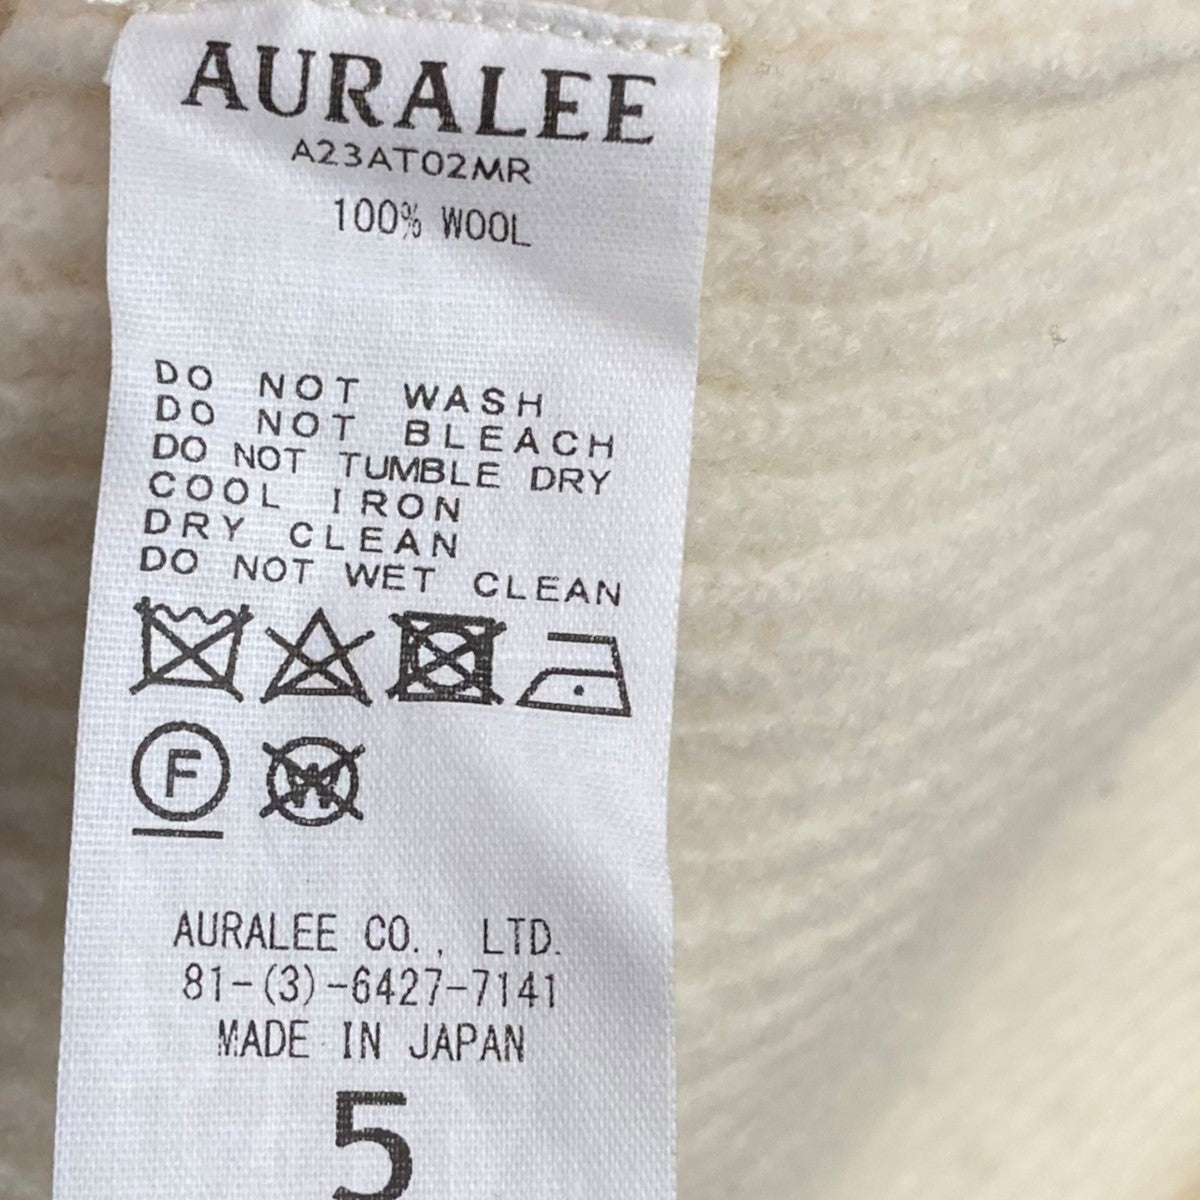 AURALEE
A23AT02MR
100% WOOL
DO NOT WASH
DO NOT BLEACH
DO NOT TUMBLE DRY
COOL IRON
DRY CLEAN
DO NOT WET CLEAN
F W
AURALEE CO., LTD.
81-(3)-6427-7141
MADE IN JAPAN
5